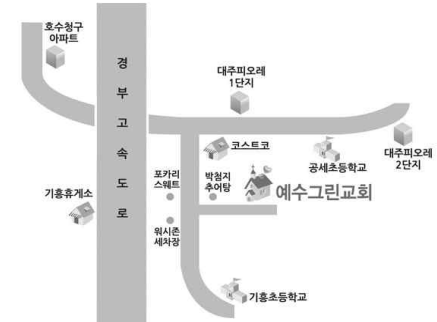 호수청구
아파트
경
부
고
속
도
로
대주피오레
1단지
코스트코
공세초등학교
대주피오레
2단지
포카리
스웨트
박첨지
추어탕
예수그린교회
기흥휴게소
워시존
세차장
기흥초등학교